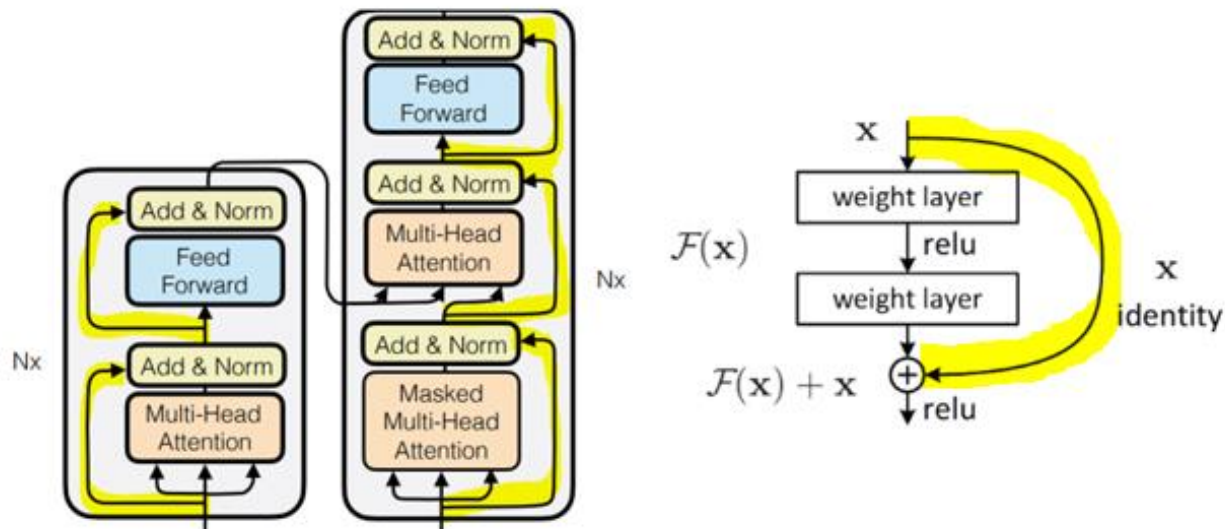 Add & Norm
Feed
Forward
Add & Norm
Multi-Head
Attention
Nx
Add & Norm
Feed
Forward
Add & Norm
Multi-Head
Attention
Add & Norm
Masked
Multi-Head
Attention
Nx
x
weight layer
relu
F(x)
weight layer
x
identity
F(x) + x
+
relu